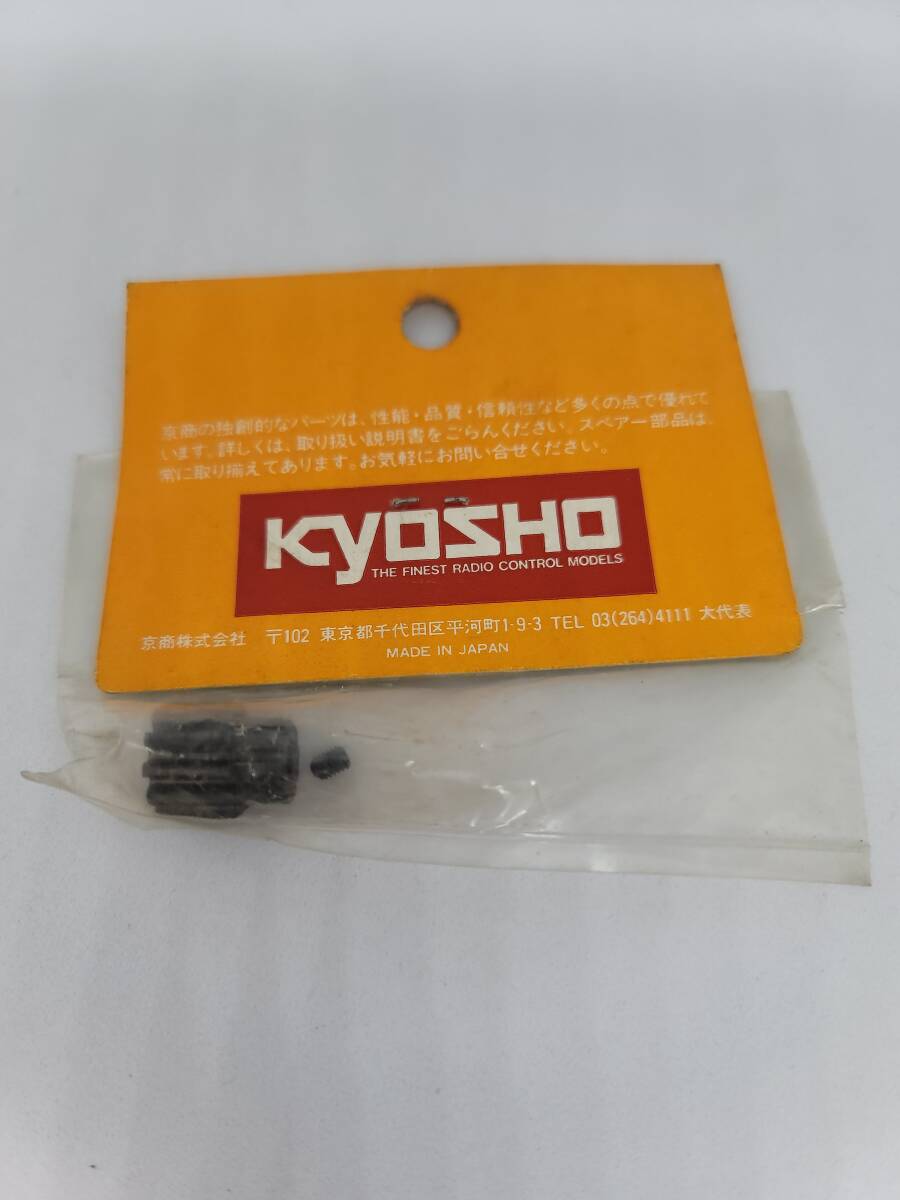 京商の独創的なパーツは、性能・品質・信頼性など多くの点で優れて
います。詳しくは、取り扱い説明書をごらんください。スペアー部品は、
常に取り揃えてあります。お気軽にお問い合せください。
KYOSHO
THE FINEST RADIO CONTROL MODELS
京商株式会社 〒102 東京都千代田区平河町1-9-3 TEL 03(264)4111 大代表
MADE IN JAPAN